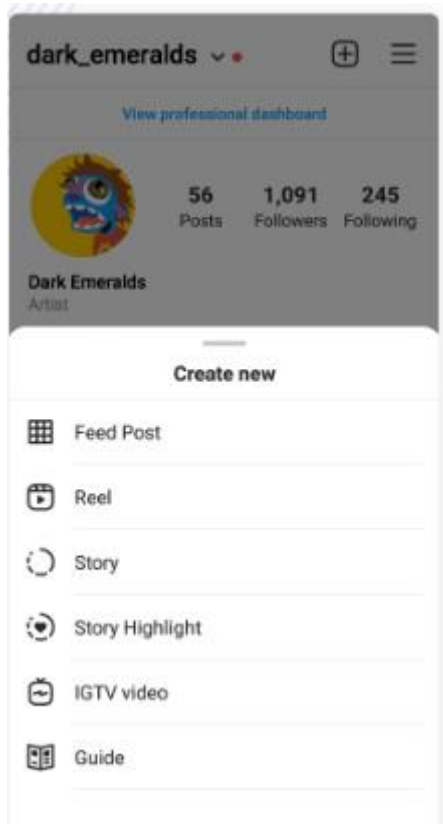 dark_emeralds
View professional dashboard
56 1,091 245
Posts Followers Following
Dark Emeralds
Artist
Create new
Feed Post
Reel
Story
Story Highlight
IGTV video
Guide